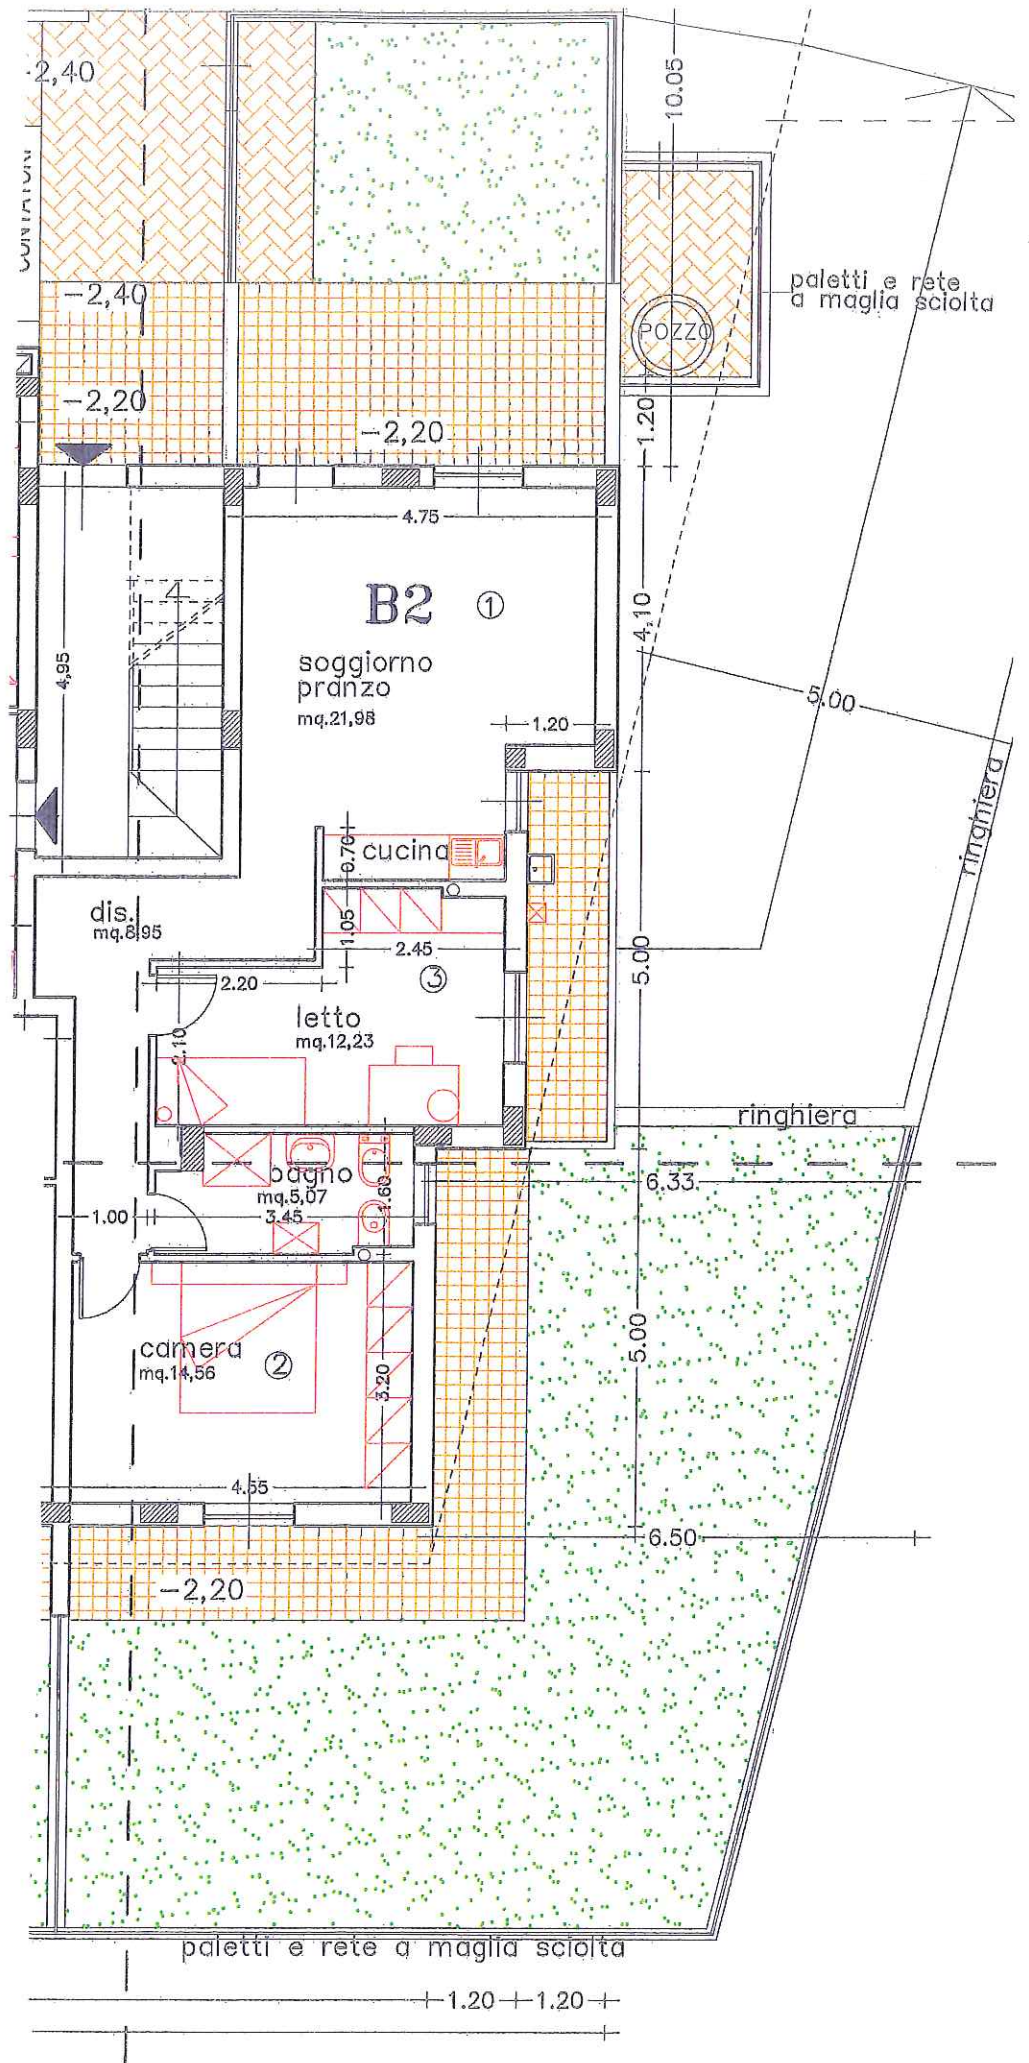 -2,40
10.05
CONTATORI
paletti e rete
a maglia sciolta
-2,40
POZZO
-2,20
-2,20
1.20
4.75
B2
1
4
4,10
4,95
soggiorno
pranzo
mq.21,98
5.00
1.20
ringhiera
0.70
cucina
dis.
mq.8,95
1.05
2.45
5.00
3
2.20
letto
mq.12,23
2.10
ringhiera
bagno
mq.5,07
1.60
6.33
1.00
3.45
camera
mq.14,56
2
3.20
5.00
4.55
6.50
-2,20
paletti e rete a maglia sciolta
1.20
1.20